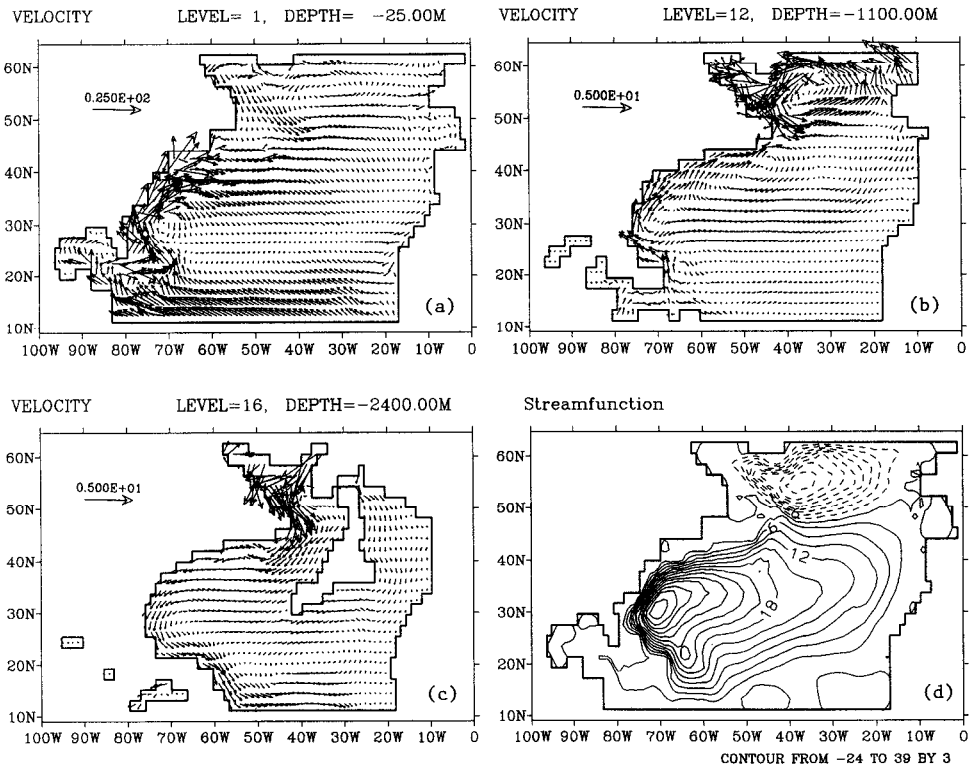 VELOCITY LEVEL= 1, DEPTH= -25.00M
60N
50N
40N
30N
20N
10N
0.250E+02
(a)
100W 90W 80W 70W 60W 50W 40W 30W 20W 10W 0
VELOCITY LEVEL=12, DEPTH=-1100.00M
60N
50N
40N
30N
20N
10N
0.500E+01
(b)
100W 90W 80W 70W 60W 50W 40W 30W 20W 10W 0
VELOCITY LEVEL=16, DEPTH=-2400.00M
60N
50N
40N
30N
20N
10N
0.500E+01
(c)
100W 90W 80W 70W 60W 50W 40W 30W 20W 10W 0
Streamfunction
60N
50N
40N
30N
20N
10N
12
18
(d)
100W 90W 80W 70W 60W 50W 40W 30W 20W 10W 0
CONTOUR FROM -24 TO 39 BY 3